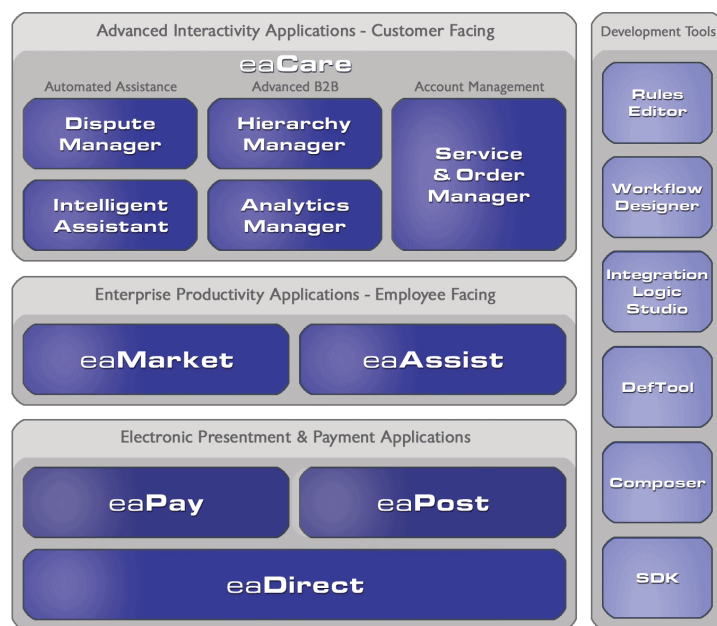 Advanced Interactivity Applications - Customer Facing
eaCare
Automated Assistance
Advanced B2B
Account Management
Dispute
Manager
Hierarchy
Manager
Service
& Order
Manager
Intelligent
Assistant
Analytics
Manager
Enterprise Productivity Applications - Employee Facing
eaMarket
eaAssist
Electronic Presentment & Payment Applications
eaPay
eaPost
eaDirect
Development Tools
Rules
Editor
Workflow
Designer
Integration
Logic
Studio
DefTool
Composer
SDK